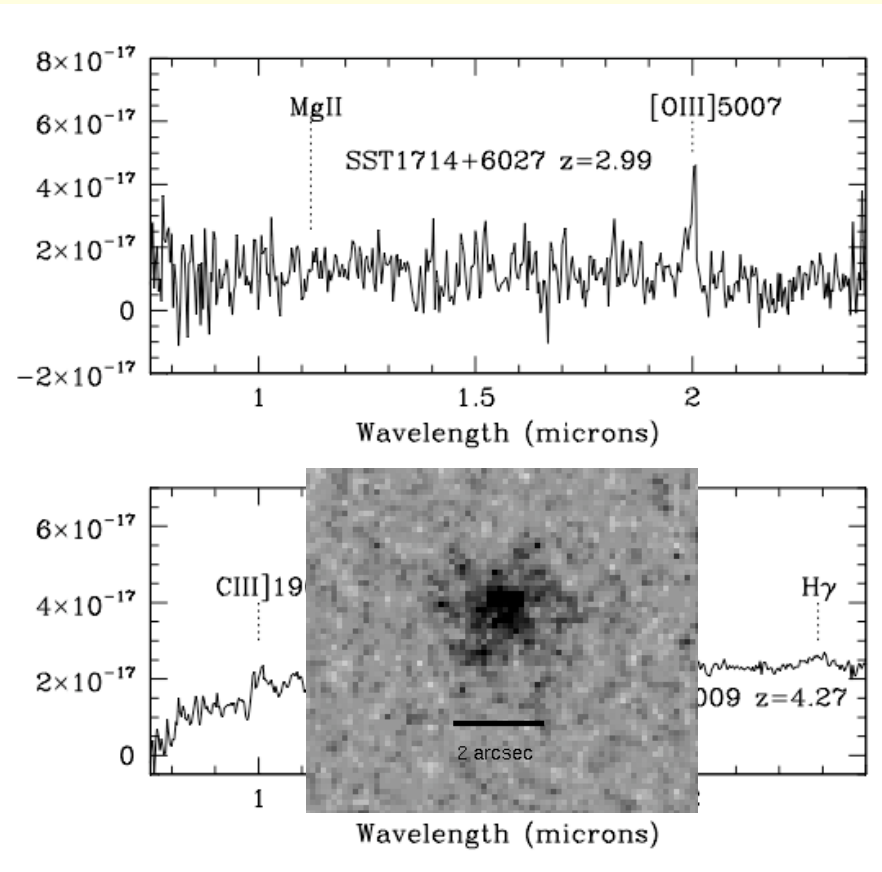 8×10⁻¹⁷
6×10⁻¹⁷
4×10⁻¹⁷
2×10⁻¹⁷
0
−2×10⁻¹⁷
MgII
[OIII]5007
SST1714+6027 z=2.99
1 1.5 2
Wavelength (microns)
6×10⁻¹⁷
4×10⁻¹⁷
2×10⁻¹⁷
0
CIII]19
Hγ
009 z=4.27
2 arcsec
1
Wavelength (microns)